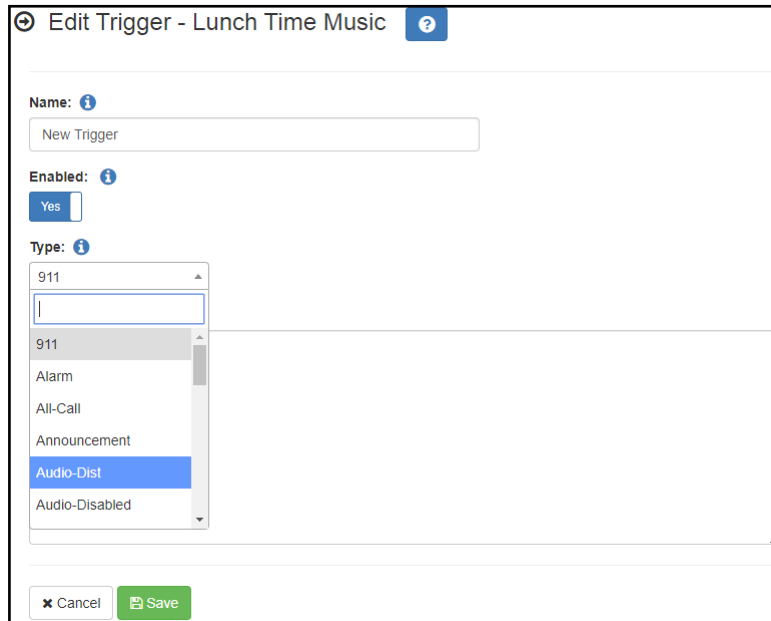 Edit Trigger - Lunch Time Music
Name:
New Trigger
Enabled:
Yes
Type:
911
911
Alarm
All-Call
Announcement
Audio-Dist
Audio-Disabled
Cancel
Save